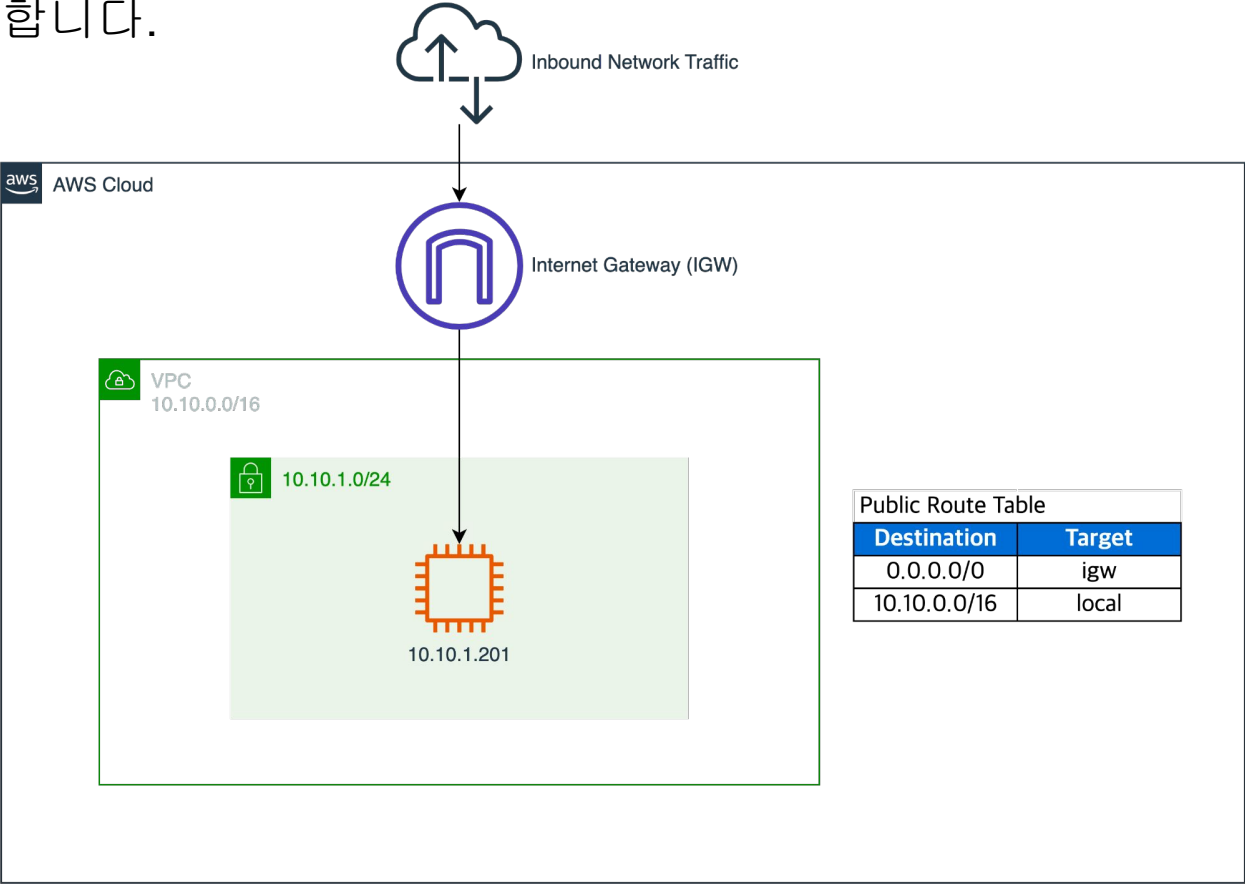 합니다.
Inbound Network Traffic
aws
AWS Cloud
Internet Gateway (IGW)
VPC
10.10.0.0/16
10.10.1.0/24
10.10.1.201
Public Route Table
Destination Target
0.0.0.0/0 igw
10.10.0.0/16 local